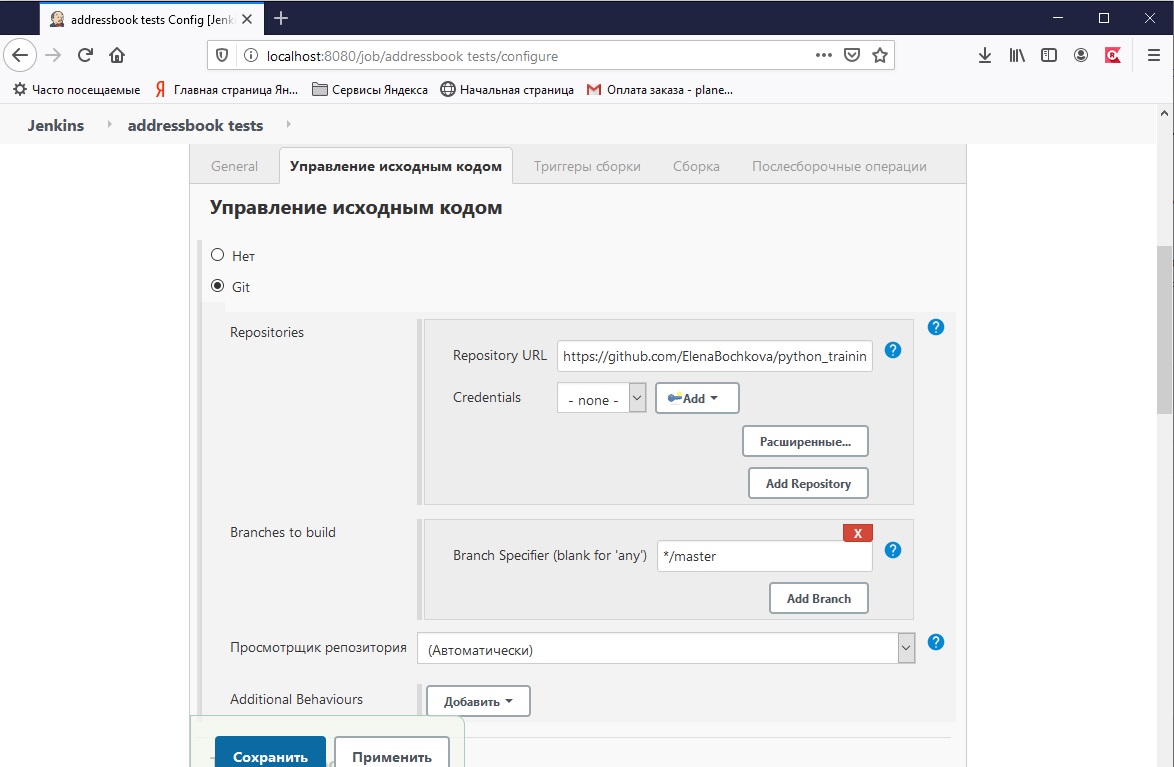 addressbook tests Config [Jenki
localhost:8080/job/addressbook tests/configure
Часто посещаемые Главная страница Ян... Сервисы Яндекса Начальная страница Оплата заказа - plane...
Jenkins addressbook tests
General Управление исходным кодом Триггеры сборки Сборка Послесборочные операции
Управление исходным кодом
Нет
Git
Repositories
Repository URL https://github.com/ElenaBochkova/python_trainin
Credentials - none - Add
Расширенные...
Add Repository
Branches to build
X
Branch Specifier (blank for 'any') */master
Add Branch
Просмотрщик репозитория (Автоматически)
Additional Behaviours Добавить
Сохранить Применить